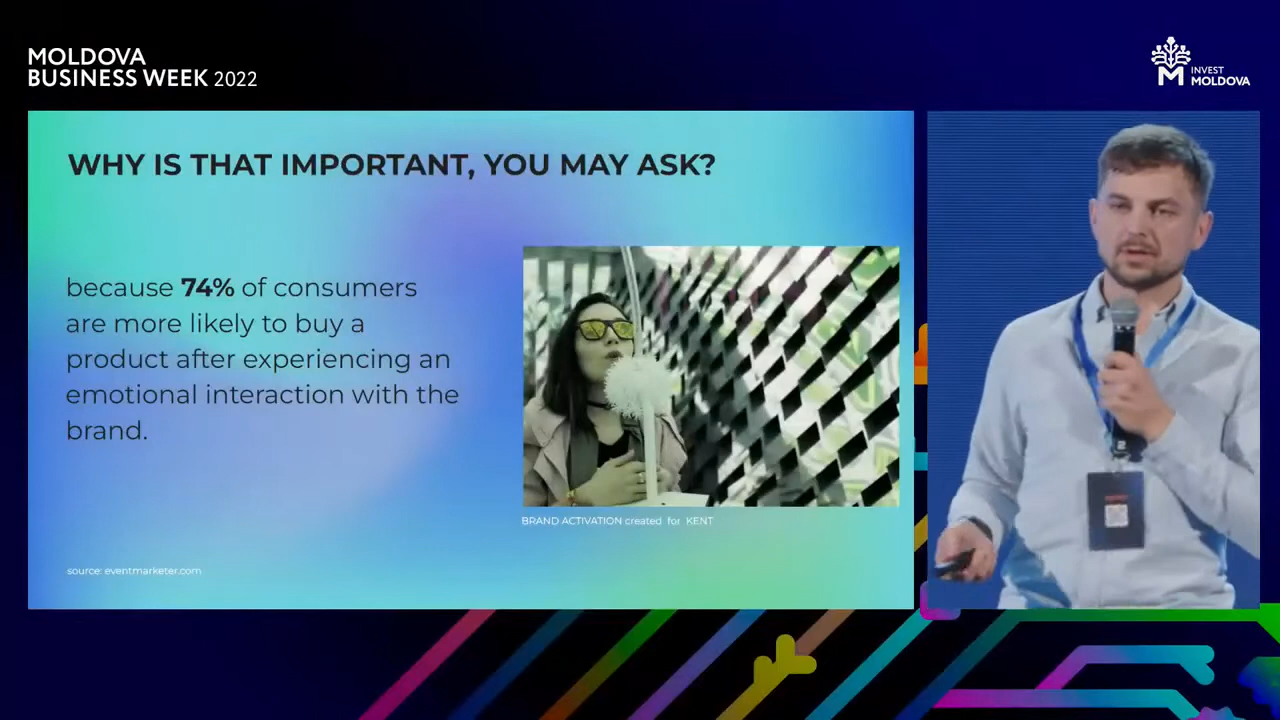 MOLDOVA
BUSINESS WEEK 2022
INVEST
MOLDOVA
WHY IS THAT IMPORTANT, YOU MAY ASK?
because 74% of consumers
are more likely to buy a
product after experiencing an
emotional interaction with the
brand.
BRAND ACTIVATION created for KENT
source: eventmarketer.com
2